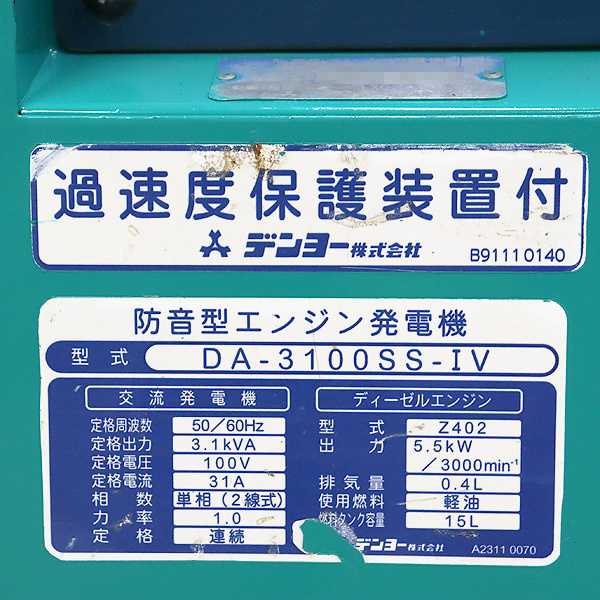 過速度保護装置付
デンヨー株式会社 B91110140
防音型エンジン発電機
型式 DA-3100SS-IV
交流発電機
定格周波数 50/60Hz
定格出力 3.1kVA
定格電圧 100V
定格電流 31A
相数 単相(2線式)
力率 1.0
定格 連続
ディーゼルエンジン
型式 Z402
出力 5.5kW
/3000min-¹
排気量 0.4L
使用燃料 軽油
燃料タンク容量 15L
デンヨー株式会社 A2311 0070